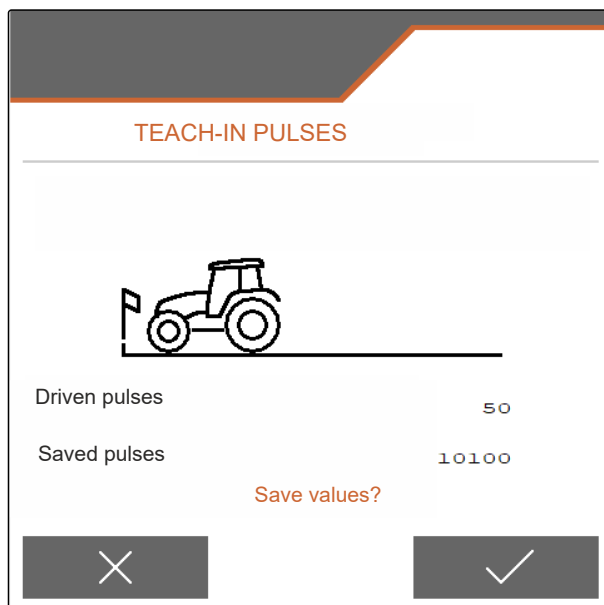 TEACH-IN PULSES
Driven pulses 50
Saved pulses 10100
Save values?